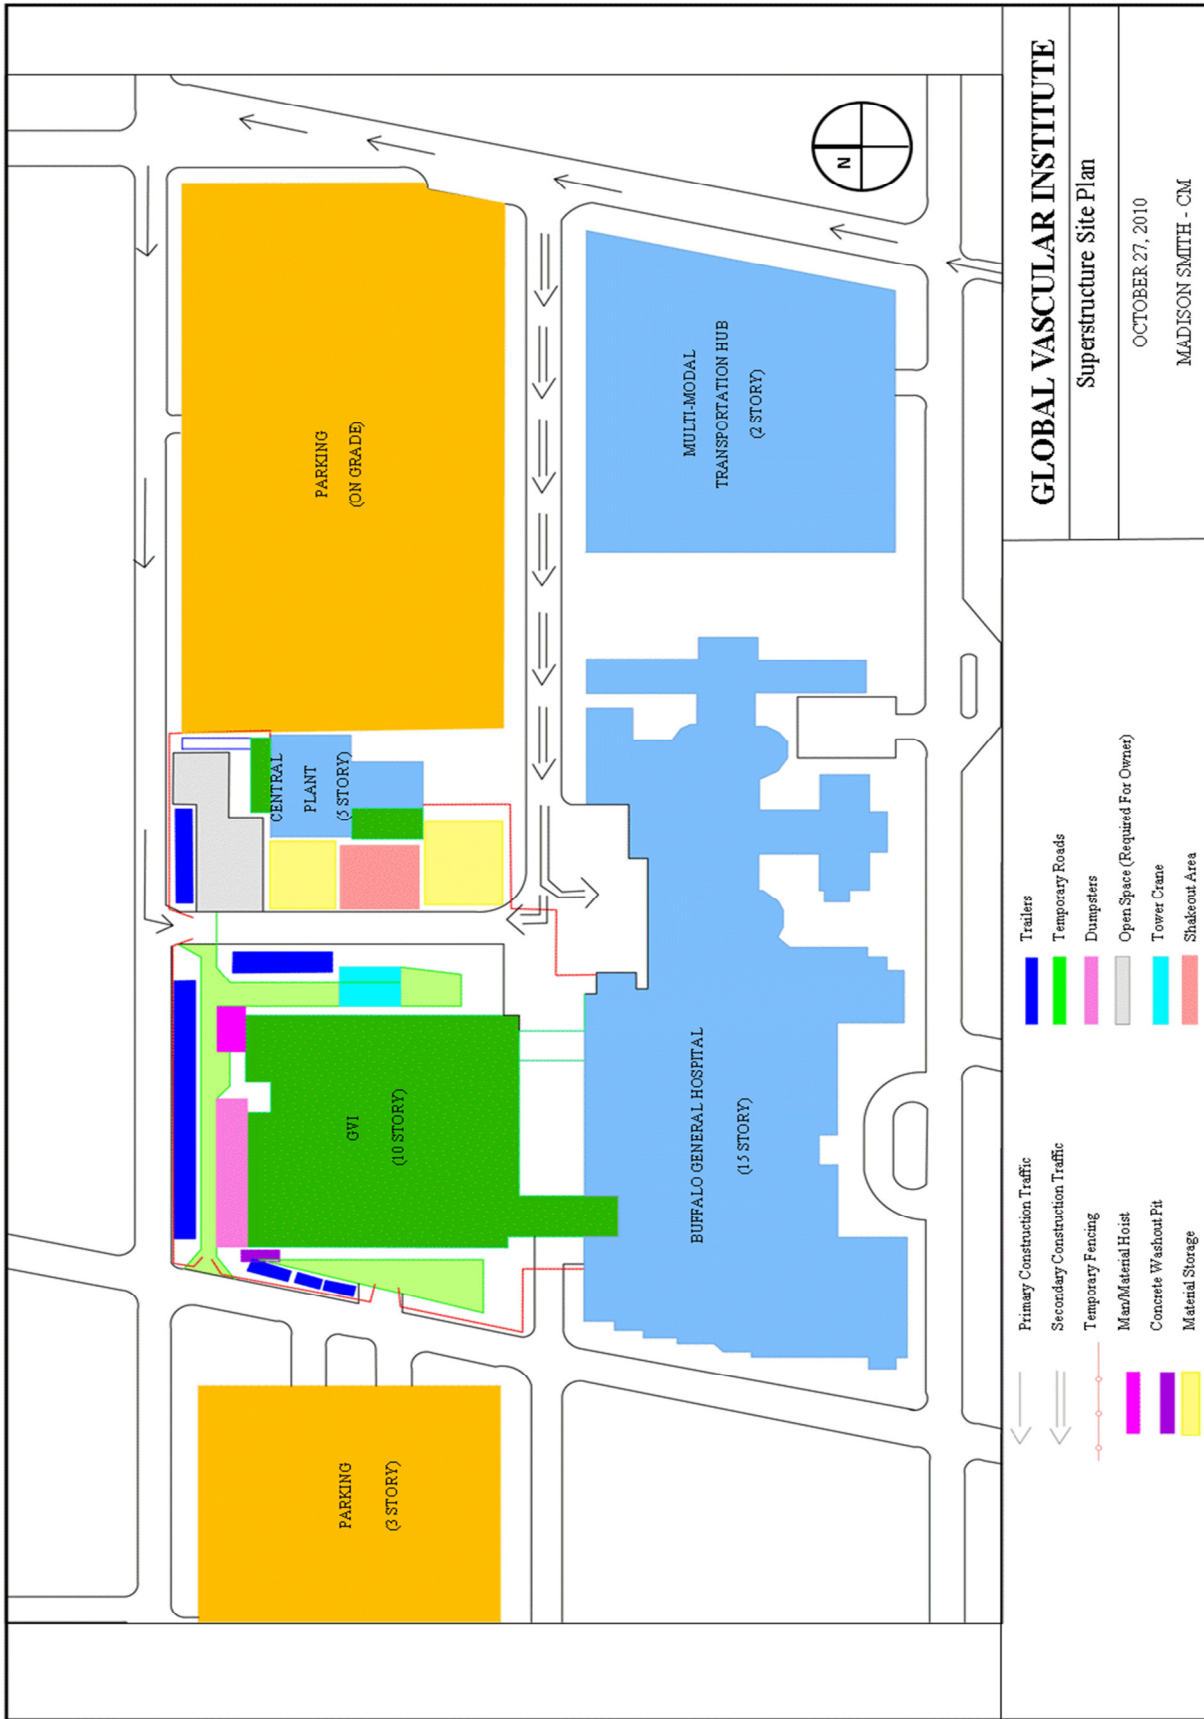 GLOBAL VASCULAR INSTITUTE
Superstructure Site Plan
OCTOBER 27, 2010
MADISON SMITH - CM
N
PARKING
(ON GRADE)
MULTI-MODAL
TRANSPORTATION HUB
(2 STORY)
CENTRAL
PLANT
(5 STORY)
GVI
(10 STORY)
BUFFALO GENERAL HOSPITAL
(15 STORY)
PARKING
(3 STORY)
Primary Construction Traffic
Secondary Construction Traffic
Temporary Fencing
Man/Material Hoist
Concrete Washout Pit
Material Storage
Trailers
Temporary Roads
Dumpsters
Open Space (Required For Owner)
Tower Crane
Shakeout Area